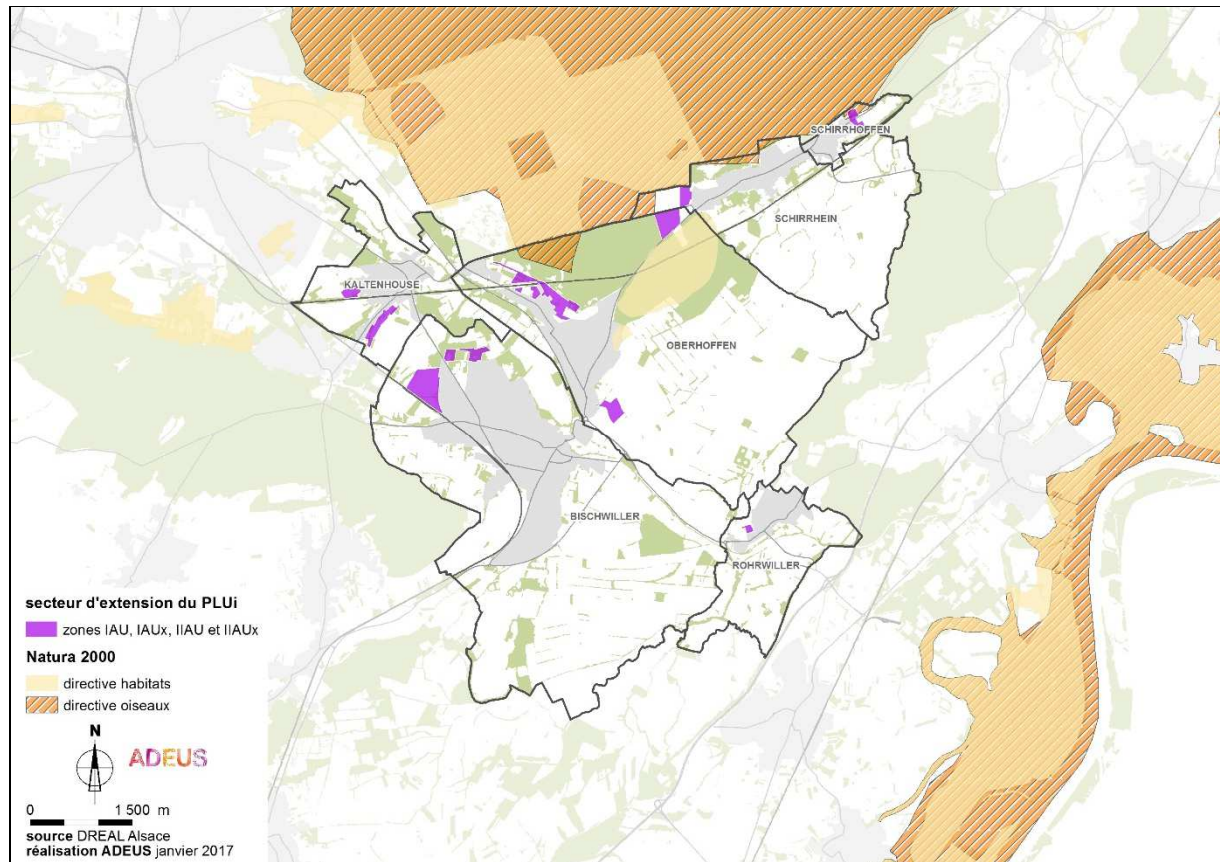 SCHIRRHOFFEN
SCHIRRHEIN
KALTENHOUSE
OBERHOFFEN
BISCHWILLER
ROHRWILLER
secteur d'extension du PLUi
zones IAU, IAUx, IIAU et IIAUx
Natura 2000
directive habitats
directive oiseaux
N
ADEUS
0 1 500 m
source DREAL Alsace
réalisation ADEUS janvier 2017